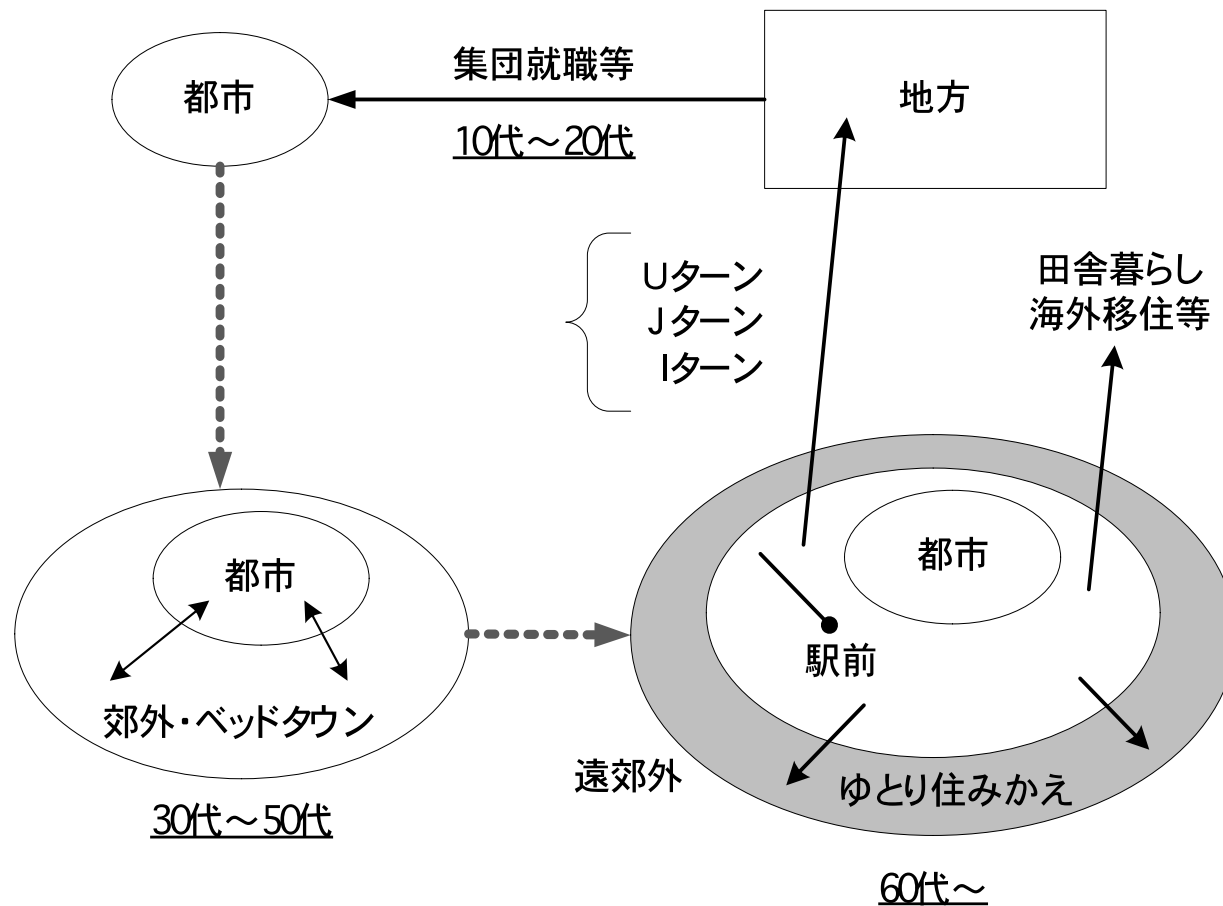 都市
集団就職等
10代～20代
地方
Uターン
Jターン
Iターン
田舎暮らし
海外移住等
都市
郊外・ベッドタウン
30代～50代
都市
駅前
遠郊外
ゆとり住みかえ
60代～